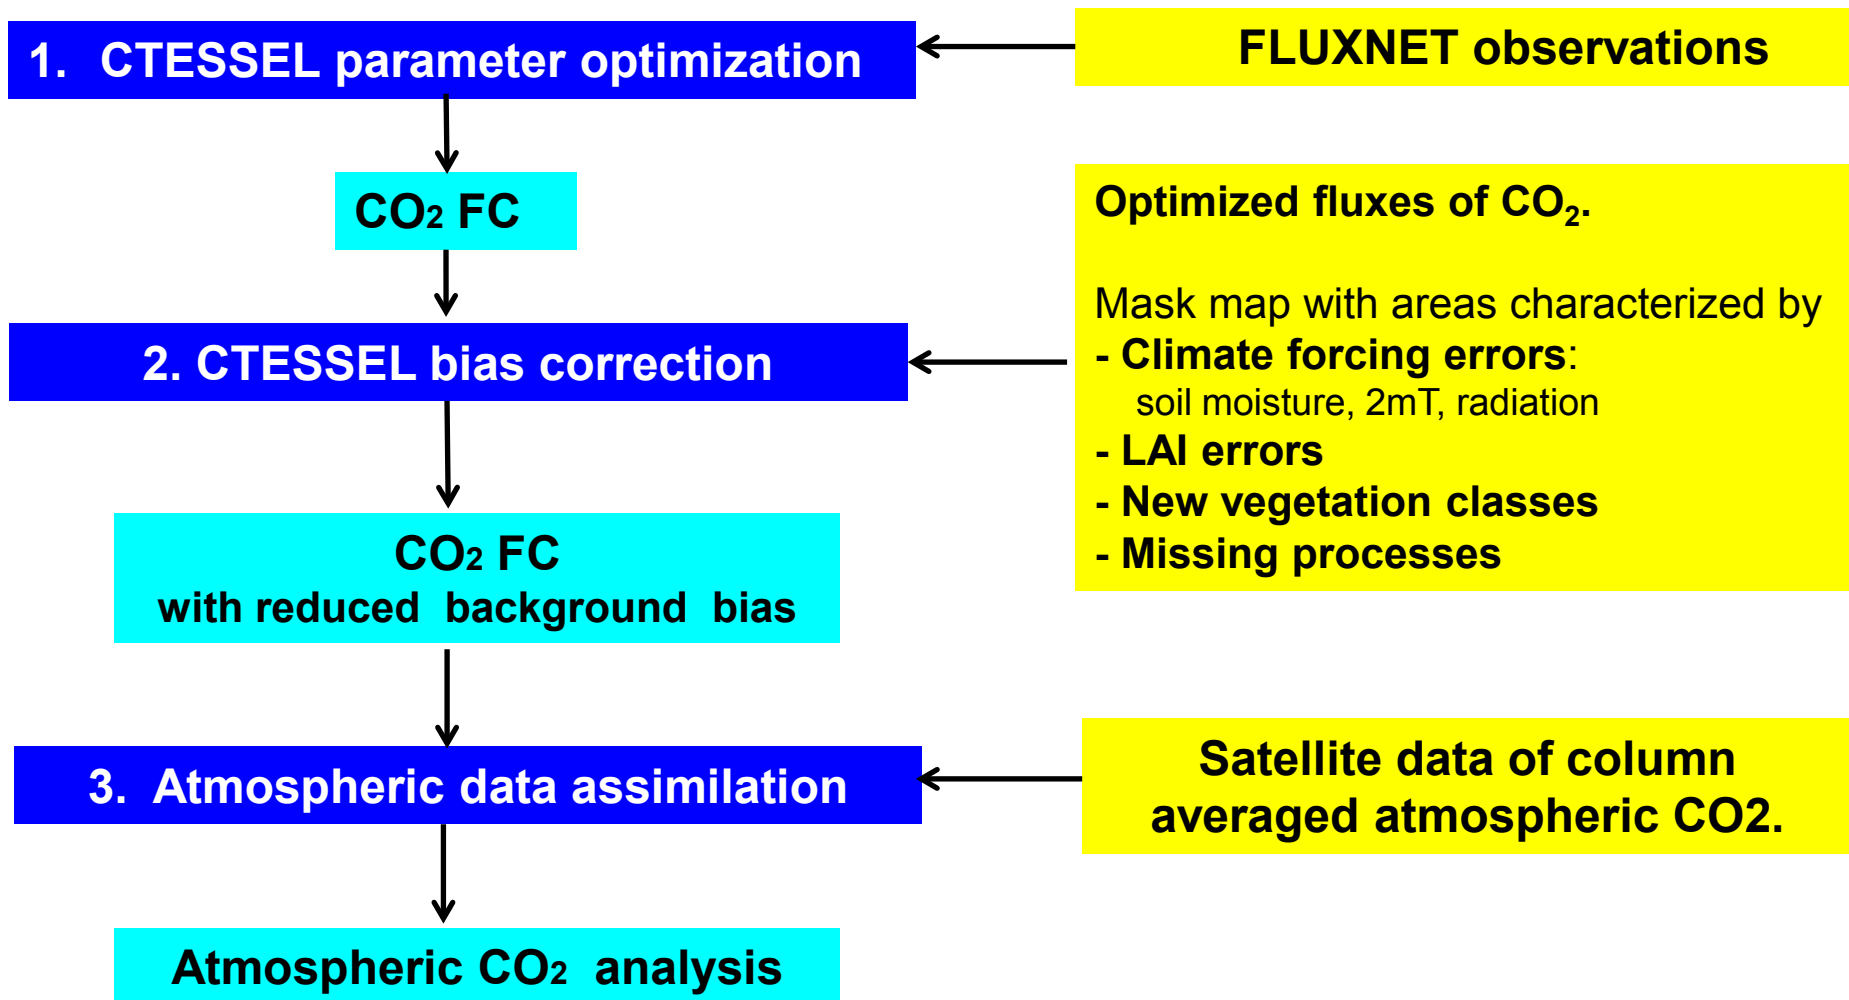 1. CTESSEL parameter optimization
FLUXNET observations
CO₂ FC
Optimized fluxes of CO₂.
Mask map with areas characterized by
- Climate forcing errors:
soil moisture, 2mT, radiation
- LAI errors
- New vegetation classes
- Missing processes
2. CTESSEL bias correction
CO₂ FC
with reduced background bias
3. Atmospheric data assimilation
Satellite data of column
averaged atmospheric CO2.
Atmospheric CO₂ analysis